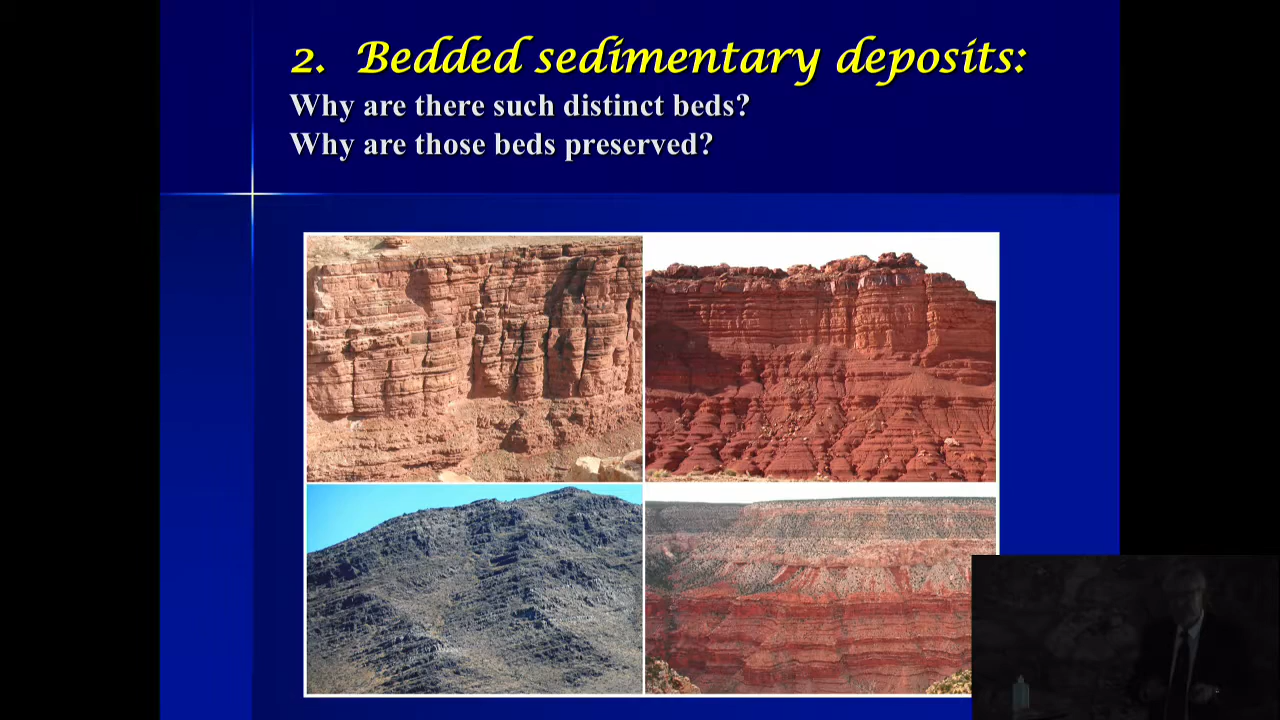 2. Bedded sedimentary deposits:
Why are there such distinct beds?
Why are those beds preserved?